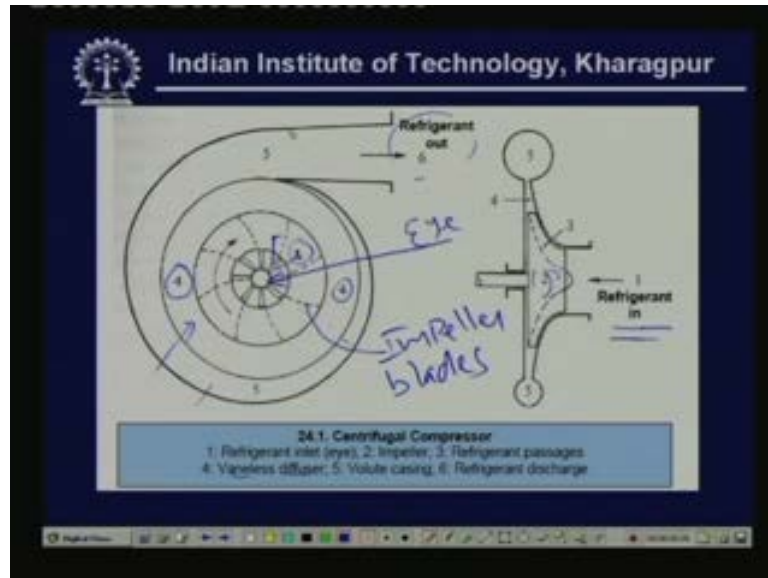 Indian Institute of Technology, Kharagpur
Refrigerant
out
5
6
Eye
4
4
5
Impeller
blades
5
4
3
1
Refrigerant
in
5
24.1. Centrifugal Compressor
1: Refrigerant inlet (eye); 2: Impeller; 3: Refrigerant passages
4: Vaneless diffuser; 5: Volute casing; 6: Refrigerant discharge